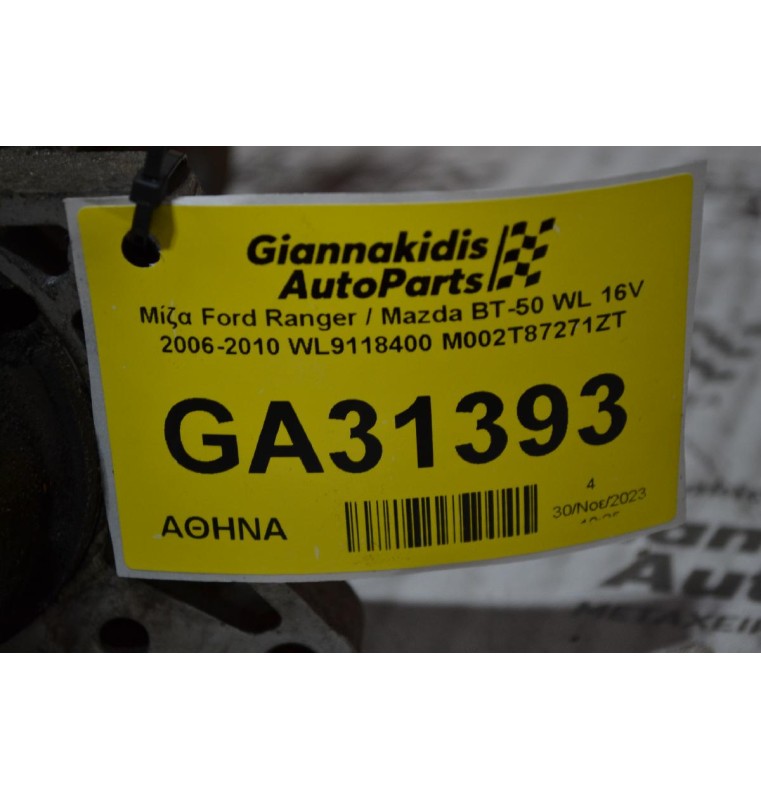 Giannakidis
AutoParts
Μίζα Ford Ranger / Mazda BT-50 WL 16V
2006-2010 WL9118400 M002T87271ZT
GA31393
ΑΘΗΝΑ
4
30/Νοε/2023